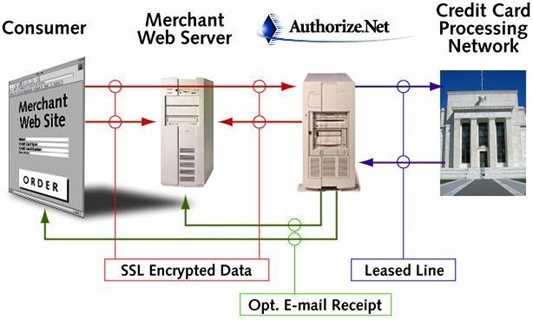 Consumer
Merchant
Web Server
Authorize.Net
Credit Card
Processing
Network
Merchant
Web Site
ORDER
SSL Encrypted Data
Leased Line
Opt. E-mail Receipt